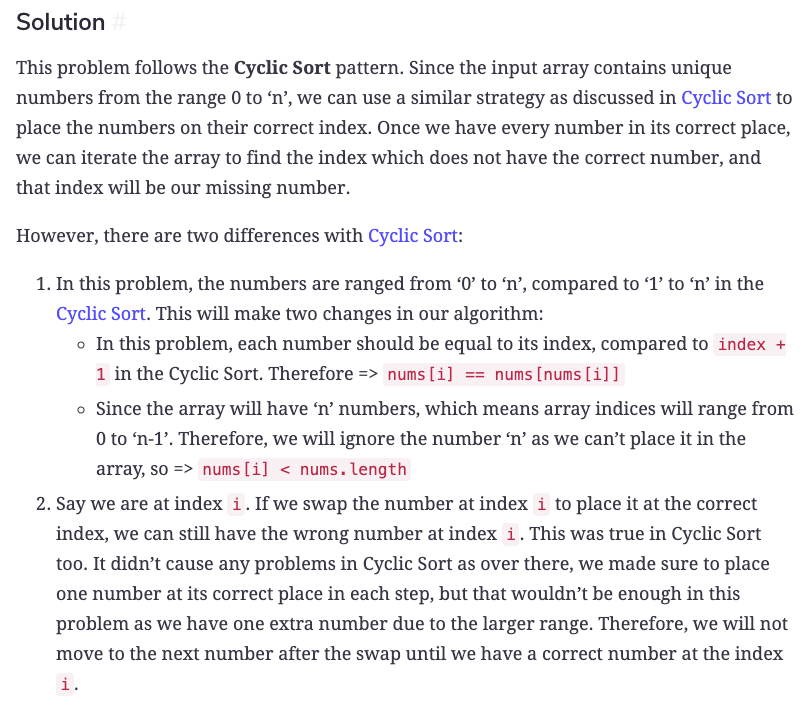 Solution #
This problem follows the Cyclic Sort pattern. Since the input array contains unique
numbers from the range 0 to ‘n’, we can use a similar strategy as discussed in Cyclic Sort to
place the numbers on their correct index. Once we have every number in its correct place,
we can iterate the array to find the index which does not have the correct number, and
that index will be our missing number.
However, there are two differences with Cyclic Sort:
1. In this problem, the numbers are ranged from ‘0’ to ‘n’, compared to ‘1’ to ‘n’ in the
Cyclic Sort. This will make two changes in our algorithm:
○ In this problem, each number should be equal to its index, compared to index +
1 in the Cyclic Sort. Therefore => nums[i] == nums[nums[i]]
○ Since the array will have ‘n’ numbers, which means array indices will range from
0 to ‘n-1’. Therefore, we will ignore the number ‘n’ as we can’t place it in the
array, so => nums[i] < nums.length
2. Say we are at index i. If we swap the number at index i to place it at the correct
index, we can still have the wrong number at index i. This was true in Cyclic Sort
too. It didn’t cause any problems in Cyclic Sort as over there, we made sure to place
one number at its correct place in each step, but that wouldn’t be enough in this
problem as we have one extra number due to the larger range. Therefore, we will not
move to the next number after the swap until we have a correct number at the index
i.